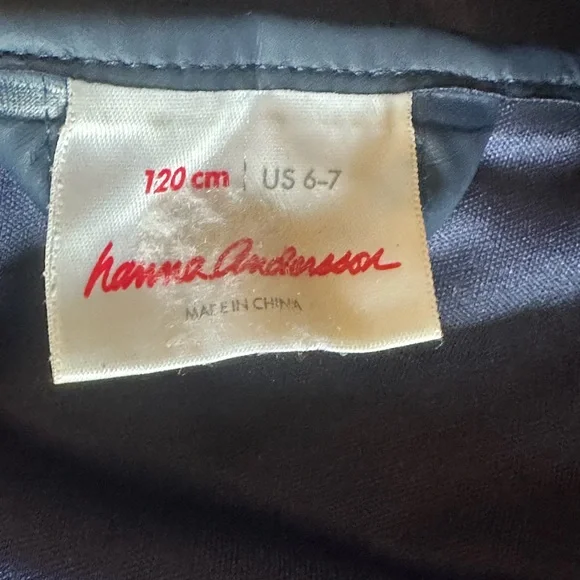 120 cm | US 6-7
hanna Andersson
MADE IN CHINA